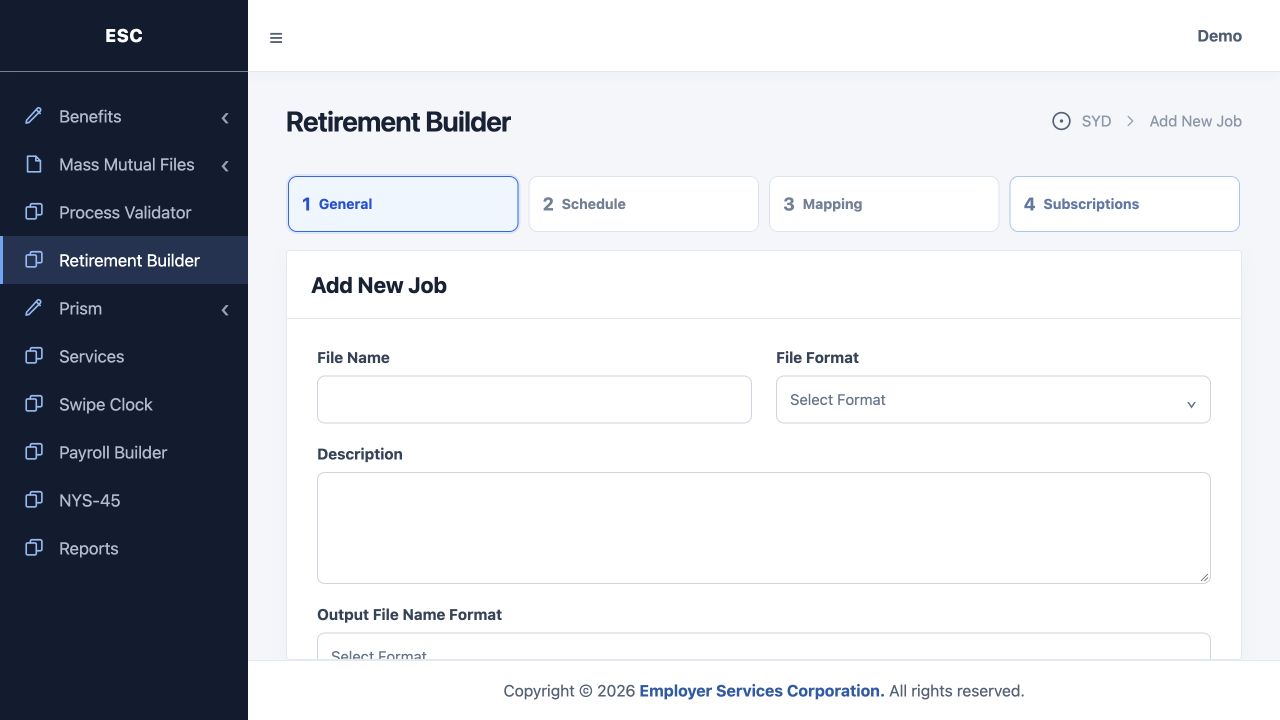 ESC
Demo
Benefits
Mass Mutual Files
Process Validator
Retirement Builder
Prism
Services
Swipe Clock
Payroll Builder
NYS-45
Reports
Retirement Builder
SYD
Add New Job
1 General
2 Schedule
3 Mapping
4 Subscriptions
Add New Job
File Name
File Format
Select Format
Description
Output File Name Format
Select Format
Copyright © 2026 Employer Services Corporation. All rights reserved.